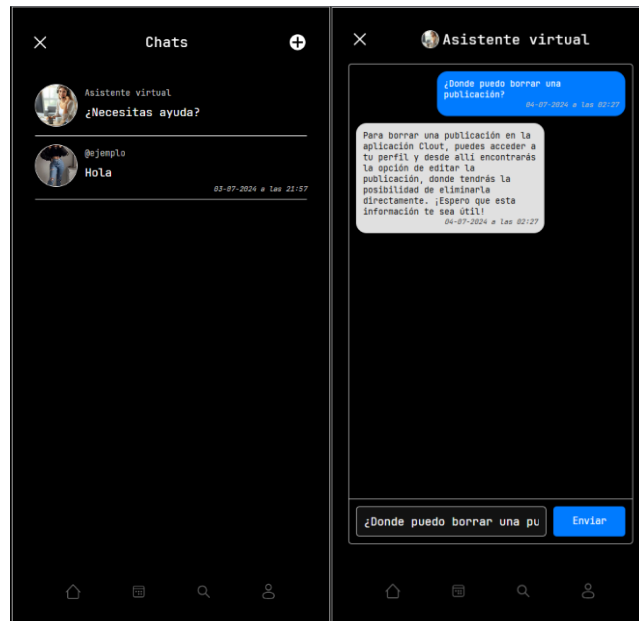 Chats
Asistente virtual
¿Necesitas ayuda?
@ejemplo
Hola
03-07-2024 a las 21:57
Asistente virtual
¿Donde puedo borrar una
publicación?
04-07-2024 a las 02:27
Para borrar una publicación en la
aplicación Clout, puedes acceder a
tu perfil y desde allí encontrarás
la opción de editar la
publicación, donde tendrás la
posibilidad de eliminarla
directamente. ¡Espero que esta
información te sea útil!
04-07-2024 a las 02:27
¿Donde puedo borrar una pu
Enviar